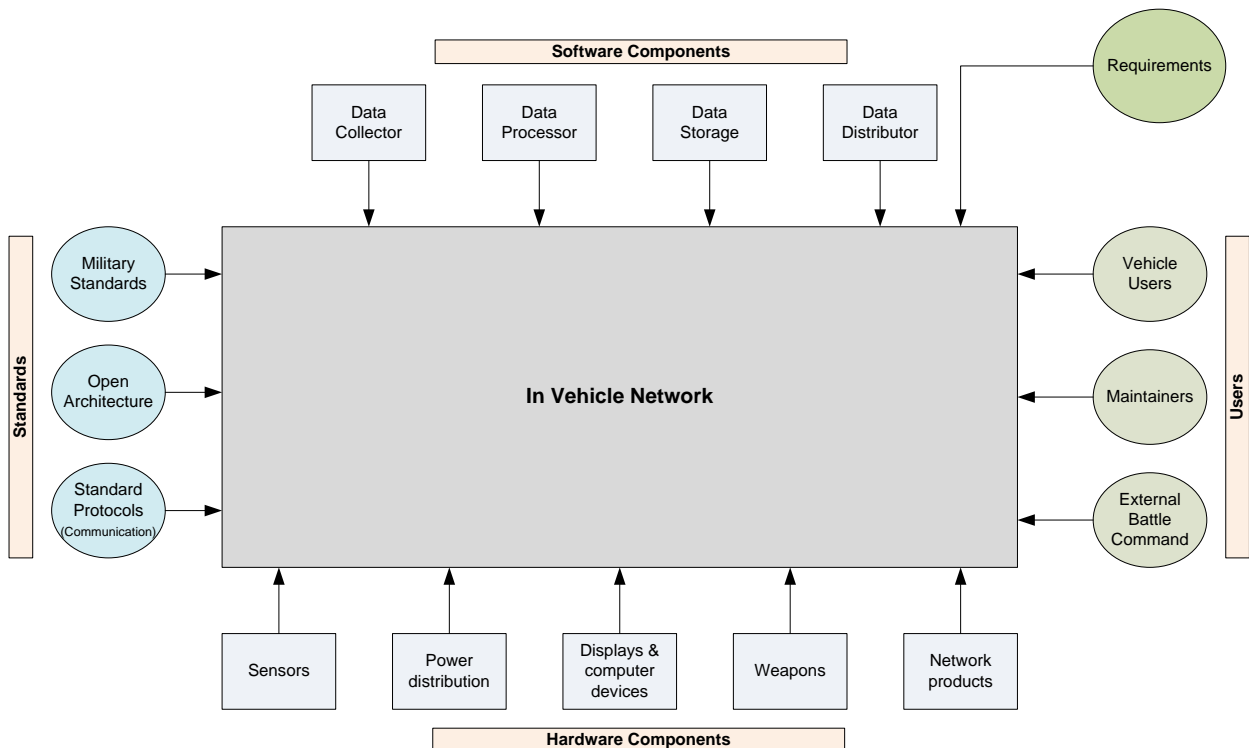 Software Components
Requirements
Data
Collector
Data
Processor
Data
Storage
Data
Distributor
Standards
Military
Standards
Open
Architecture
Standard
Protocols
(Communication)
In Vehicle Network
Vehicle
Users
Maintainers
External
Battle
Command
Users
Sensors
Power
distribution
Displays &
computer
devices
Weapons
Network
products
Hardware Components